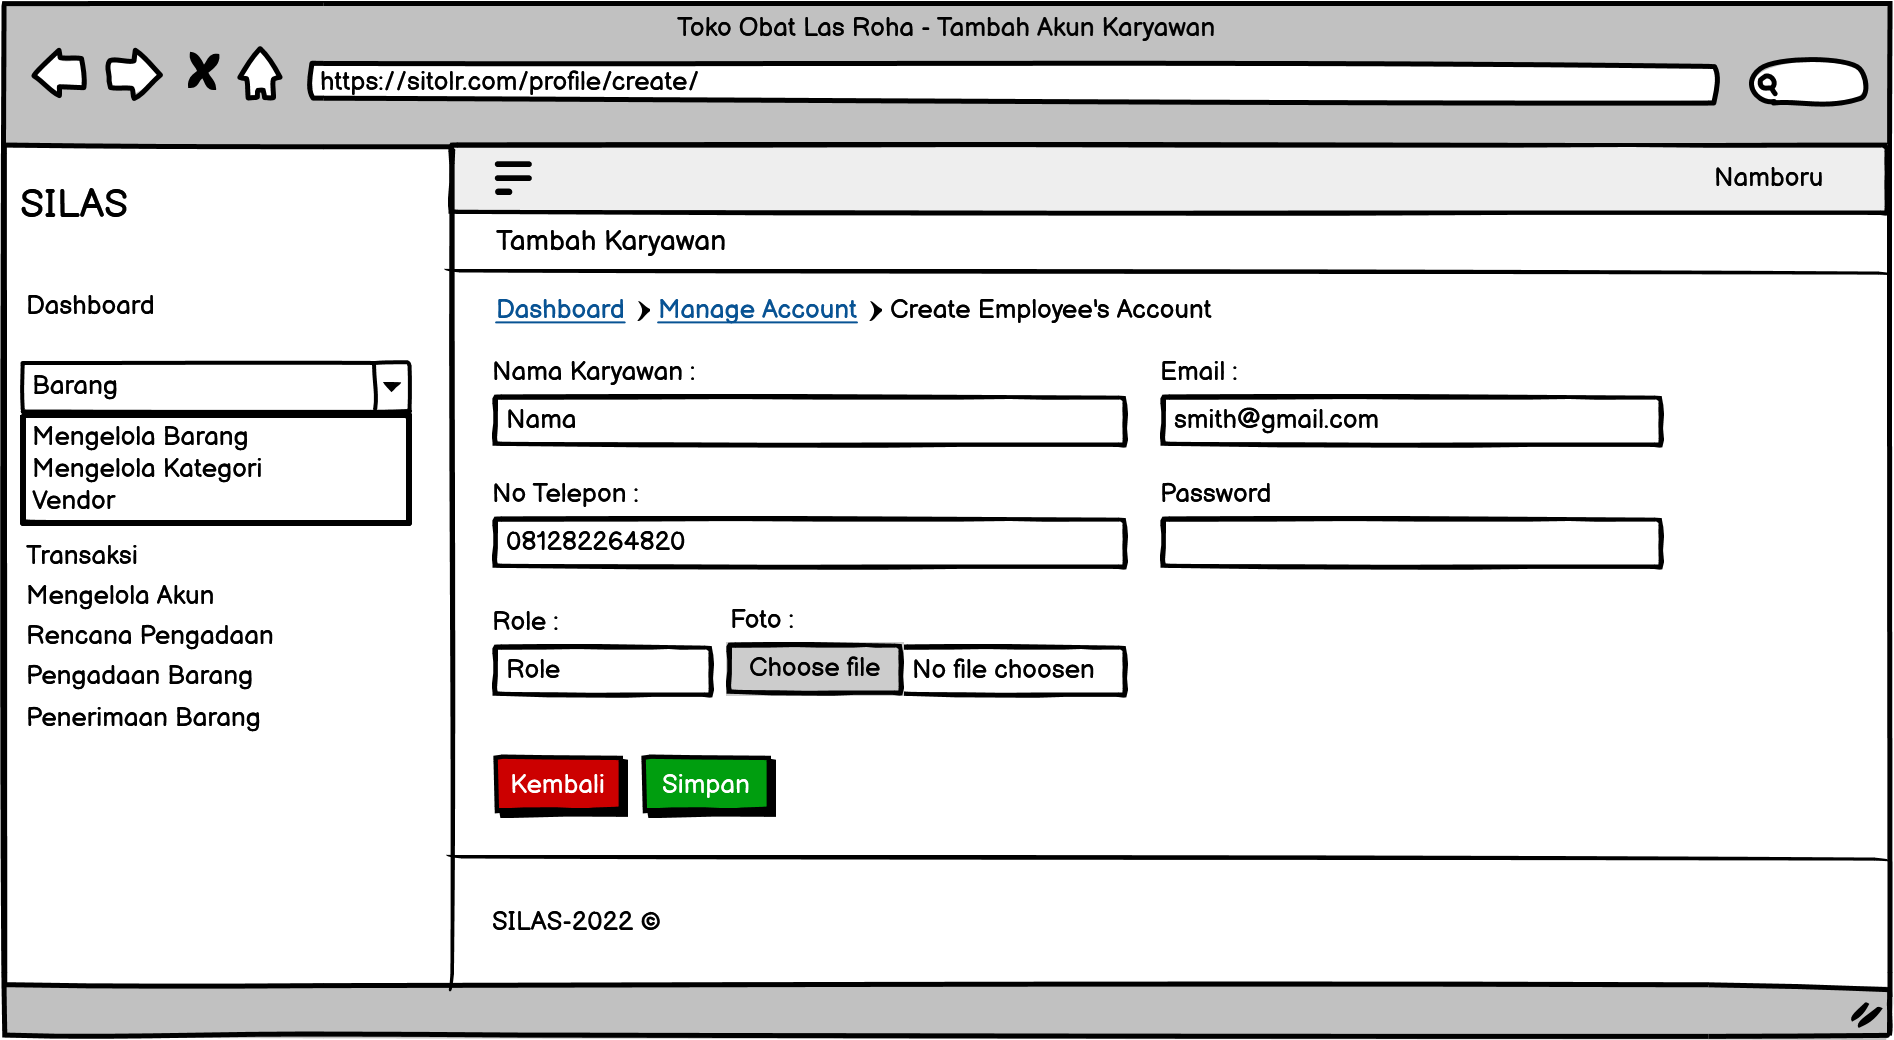 Toko Obat Las Roha - Tambah Akun Karyawan
https://sitolr.com/profile/create/
SILAS
Dashboard
Barang
Mengelola Barang
Mengelola Kategori
Vendor
Transaksi
Mengelola Akun
Rencana Pengadaan
Pengadaan Barang
Penerimaan Barang
Namboru
Tambah Karyawan
Dashboard Manage Account Create Employee's Account
Nama Karyawan :
Nama
Email :
smith@gmail.com
No Telepon :
081282264820
Password
Role :
Role
Foto :
Choose file No file choosen
Kembali Simpan
SILAS-2022 ©